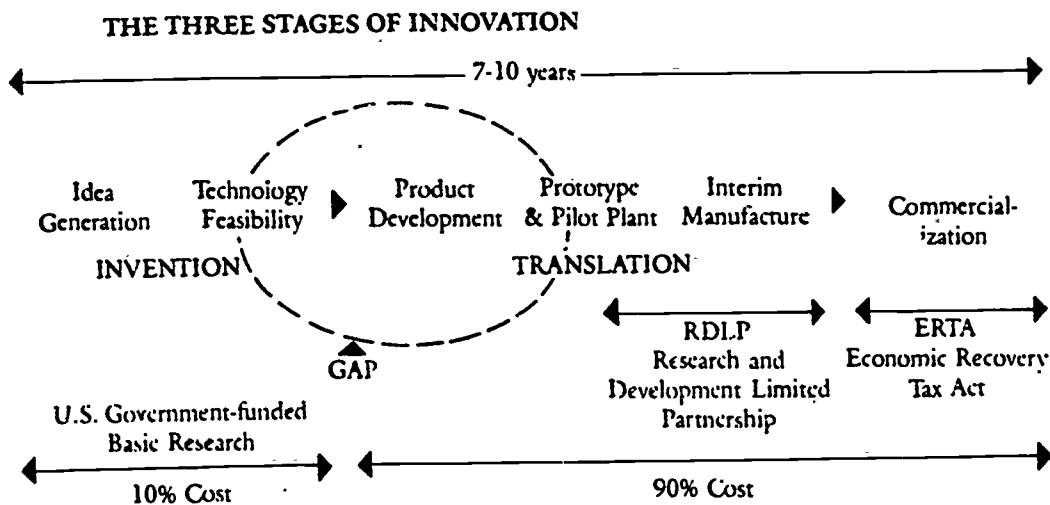 THE THREE STAGES OF INNOVATION
7-10 years
Idea
Generation
Technology
Feasibility
Product
Development
Prototype
& Pilot Plant
Interim
Manufacture
Commercial-
ization
INVENTION
TRANSLATION
GAP
RDLP
Research and
Development Limited
Partnership
ERTA
Economic Recovery
Tax Act
U.S. Government-funded
Basic Research
10% Cost
90% Cost